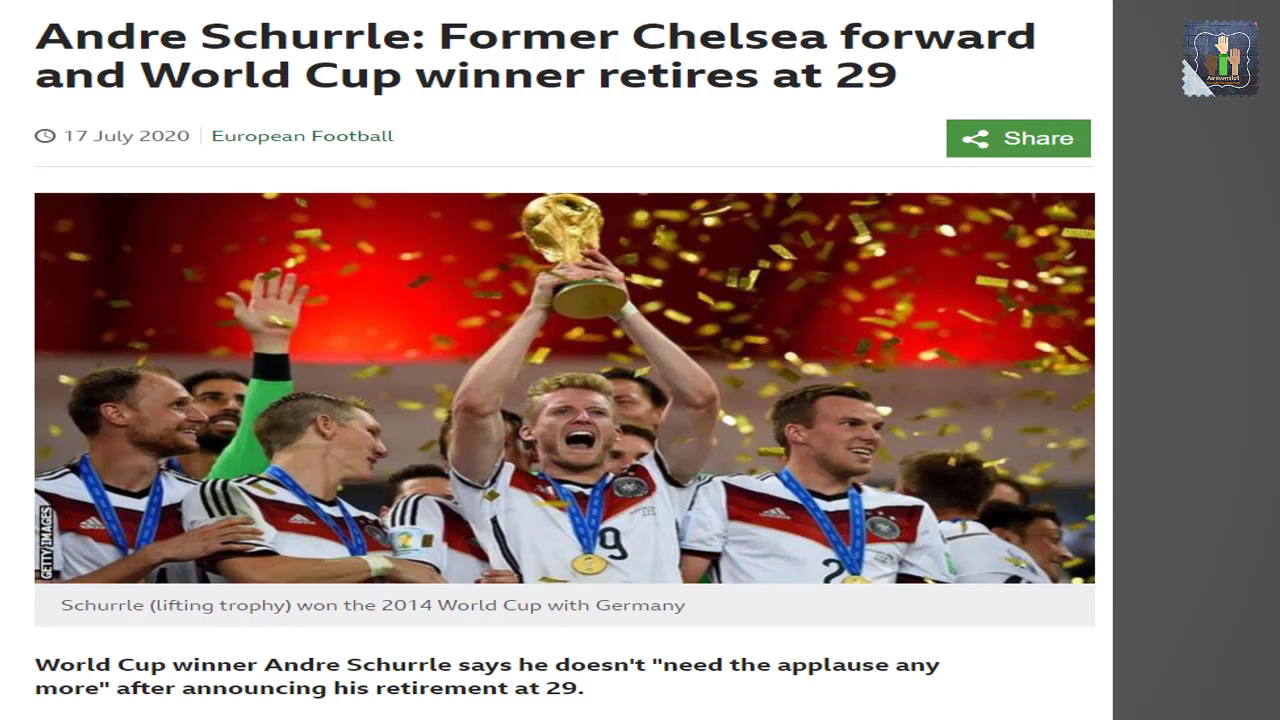 Andre Schurrle: Former Chelsea forward
and World Cup winner retires at 29
17 July 2020
European Football
Share
9
2
GETTY IMAGES
Schurrle (lifting trophy) won the 2014 World Cup with Germany
World Cup winner Andre Schurrle says he doesn't "need the applause any
more" after announcing his retirement at 29.